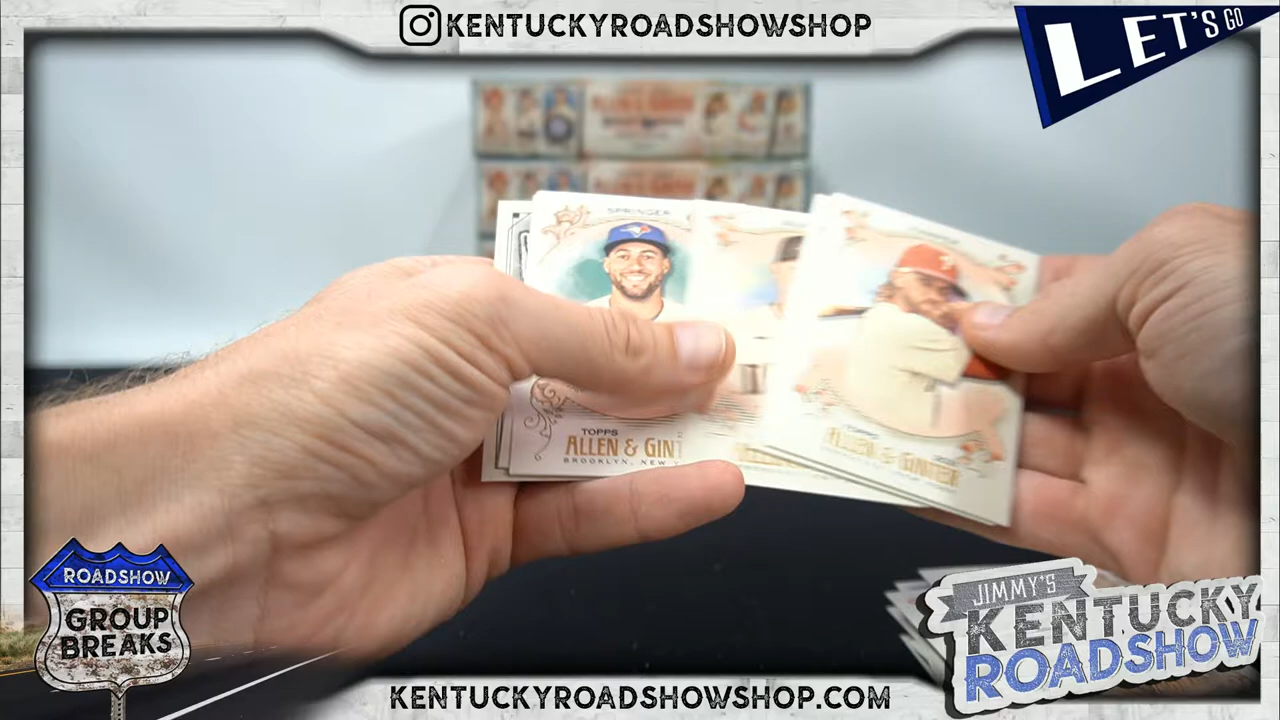 KENTUCKYROADSHOWSHOP
LET'S GO
SPRINGER
TOPPS
ALLEN & GINT
BROOKLYN, NEW Y
TOPPS
ALLEN & GINTER
ROADSHOW
GROUP
BREAKS
JIMMY'S
KENTUCKY
ROADSHOW
KENTUCKYROADSHOWSHOP.COM